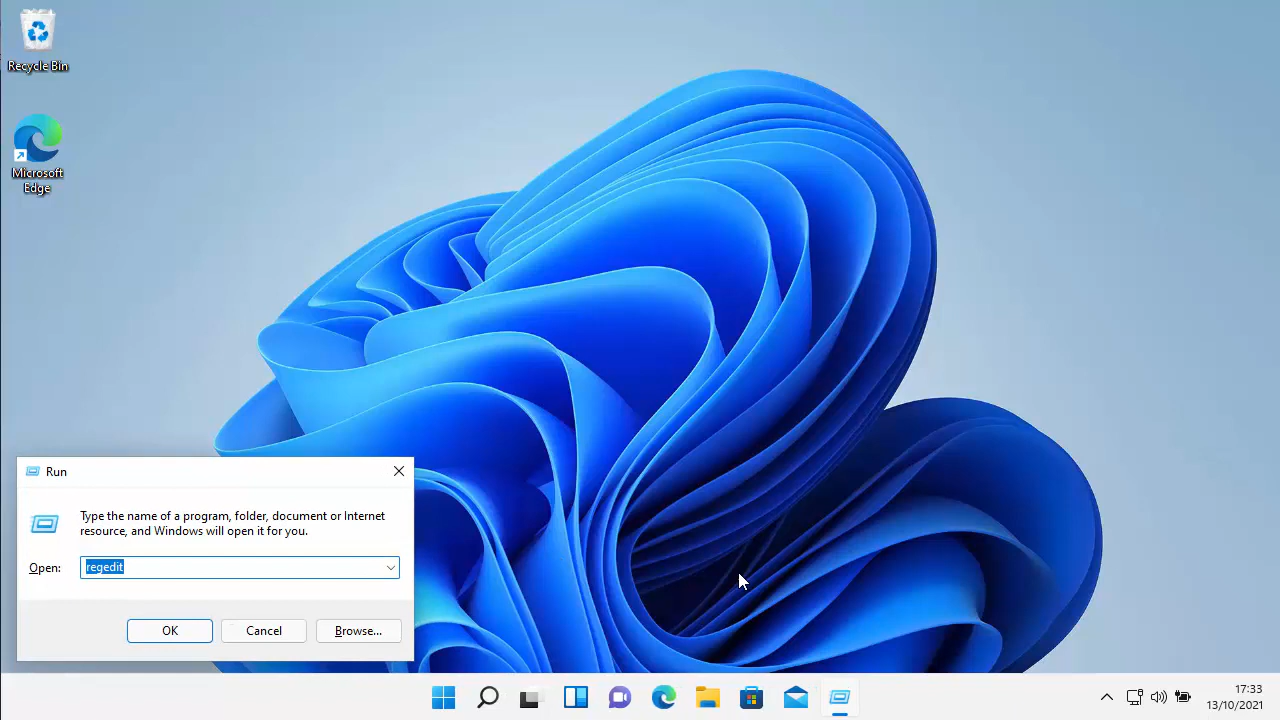 Recycle Bin
Microsoft
Edge
Run
Type the name of a program, folder, document or Internet
resource, and Windows will open it for you.
Open:
regedit
OK
Cancel
Browse...
17:33
13/10/2021